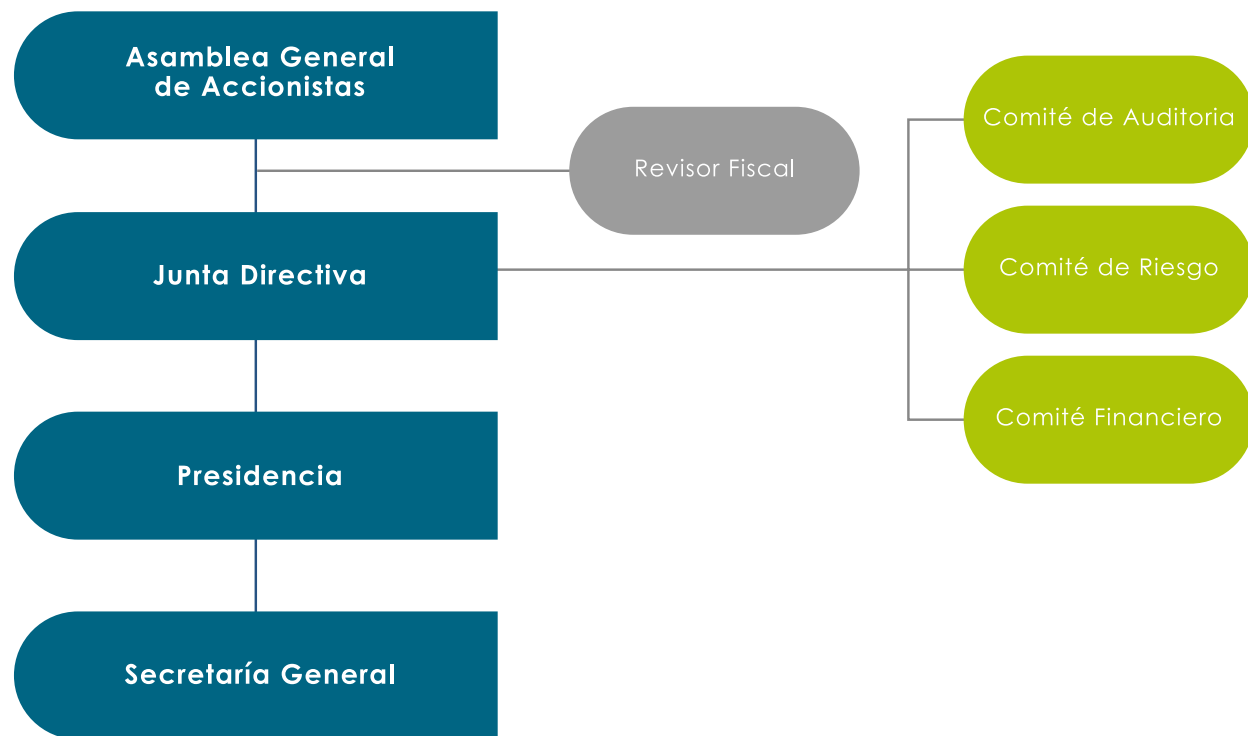 Asamblea General
de Accionistas
Revisor Fiscal
Comité de Auditoria
Junta Directiva
Comité de Riesgo
Comité Financiero
Presidencia
Secretaría General